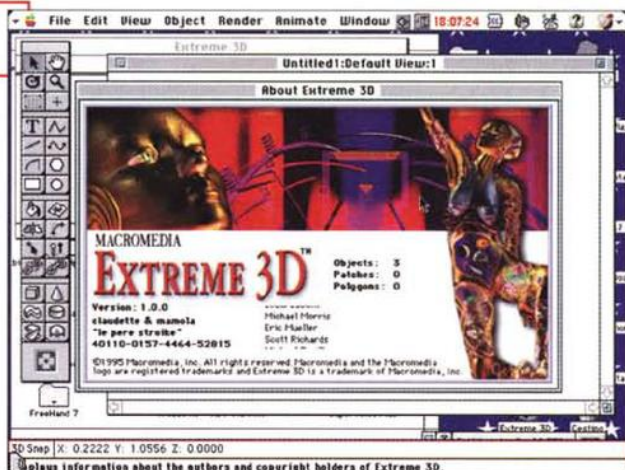 File Edit View Object Render Animate Window 18:07:24
Extreme 3D
Untitled1:Default View:1
About Extreme 3D
MACROMEDIA
EXTREME 3D™
Objects: 3
Patches: 0
Polygons: 0
Version: 1.0.0
claudette & mamola
"le pere stroike"
40110-0157-4464-52815
Michael Morris
Eric Mueller
Scott Richards
©1995 Macromedia, Inc. All rights reserved. Macromedia and the Macromedia
logo are registered trademarks and Extreme 3D is a trademark of Macromedia, Inc.
FreeHand 7
Extreme 3D
Cestino
3D Snap X: 0.2222 Y: 1.0556 Z: 0.0000
information about the authors and copyright holders of Extreme 3D